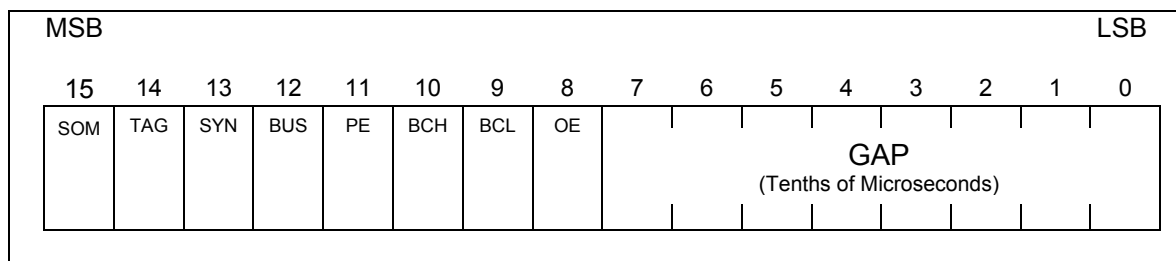 MSB LSB
15 14 13 12 11 10 9 8 7 6 5 4 3 2 1 0
SOM TAG SYN BUS PE BCH BCL OE
GAP
(Tenths of Microseconds)